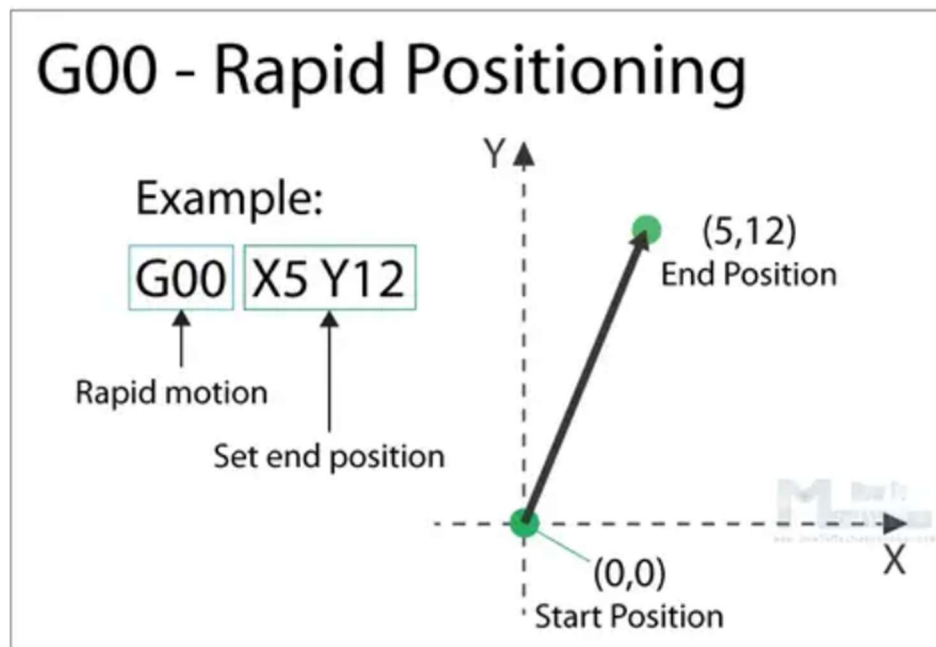 G00 - Rapid Positioning
Example:
G00 X5 Y12
Rapid motion
Set end position
Y
(5,12)
End Position
X
(0,0)
Start Position